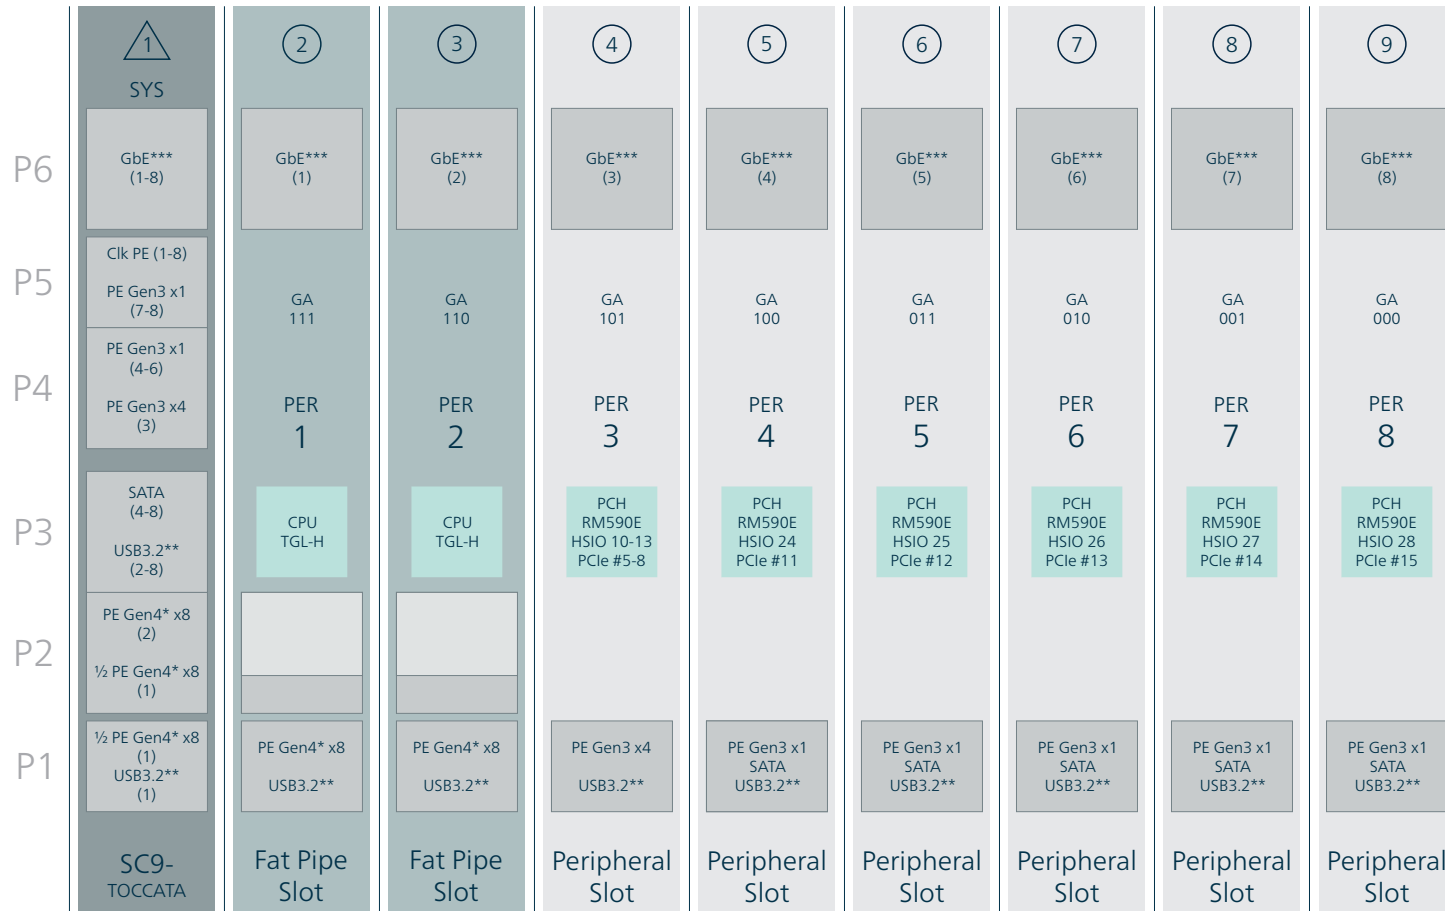 1
2
3
4
5
6
7
8
9
SYS
P6
GbE***
(1-8)
GbE***
(1)
GbE***
(2)
GbE***
(3)
GbE***
(4)
GbE***
(5)
GbE***
(6)
GbE***
(7)
GbE***
(8)
P5
Clk PE (1-8)
PE Gen3 x1
(7-8)
GA
111
GA
110
GA
101
GA
100
GA
011
GA
010
GA
001
GA
000
P4
PE Gen3 x1
(4-6)
PE Gen3 x4
(3)
PER
1
PER
2
PER
3
PER
4
PER
5
PER
6
PER
7
PER
8
P3
SATA
(4-8)
USB3.2**
(2-8)
CPU
TGL-H
CPU
TGL-H
PCH
RM590E
HSIO 10-13
PCIe #5-8
PCH
RM590E
HSIO 24
PCIe #11
PCH
RM590E
HSIO 25
PCIe #12
PCH
RM590E
HSIO 26
PCIe #13
PCH
RM590E
HSIO 27
PCIe #14
PCH
RM590E
HSIO 28
PCIe #15
P2
PE Gen4* x8
(2)
½ PE Gen4* x8
(1)
P1
½ PE Gen4* x8
(1)
USB3.2**
(1)
PE Gen4* x8
USB3.2**
PE Gen4* x8
USB3.2**
PE Gen3 x4
USB3.2**
PE Gen3 x1
SATA
USB3.2**
PE Gen3 x1
SATA
USB3.2**
PE Gen3 x1
SATA
USB3.2**
PE Gen3 x1
SATA
USB3.2**
PE Gen3 x1
SATA
USB3.2**
SC9-
TOCCATA
Fat Pipe
Slot
Fat Pipe
Slot
Peripheral
Slot
Peripheral
Slot
Peripheral
Slot
Peripheral
Slot
Peripheral
Slot
Peripheral
Slot